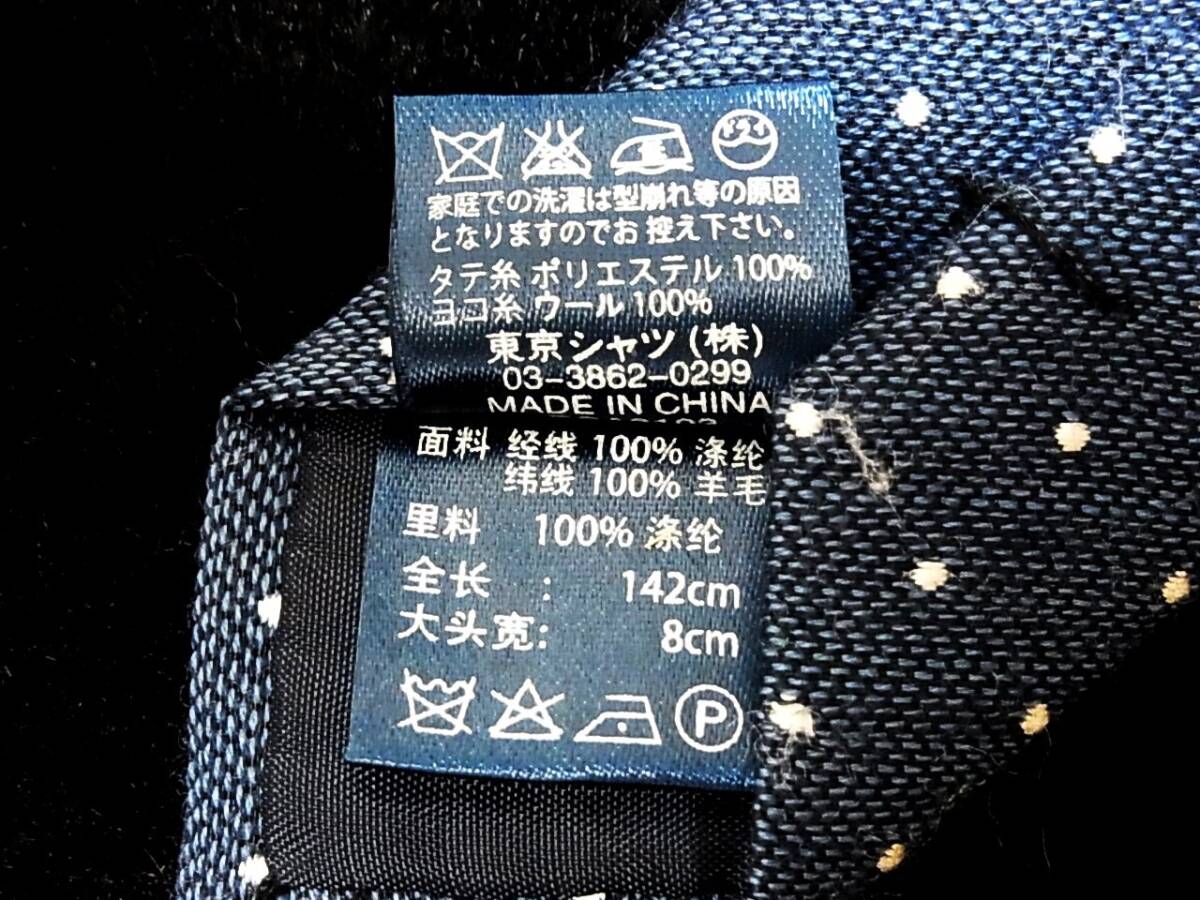 ドライ
家庭での洗濯は型崩れ等の原因
となりますのでお控え下さい。
タテ糸 ポリエステル 100%
ヨコ糸 ウール 100%
東京シャツ (株)
03-3862-0299
MADE IN CHINA
面料 经线 100% 涤纶
纬线 100% 羊毛
里料 100% 涤纶
全长 : 142cm
大头宽: 8cm
P